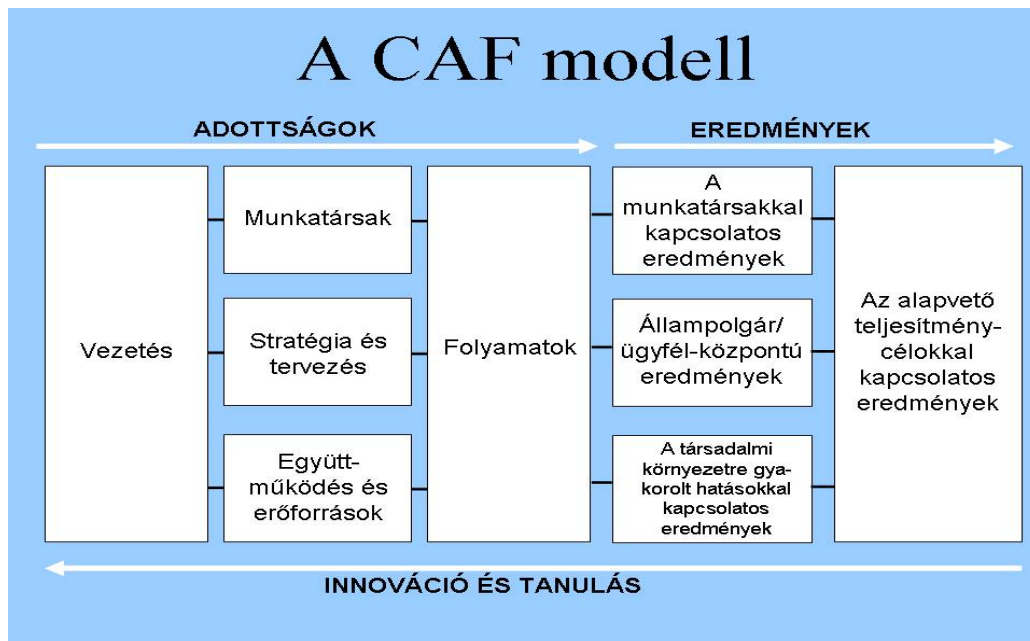 A CAF modell
ADOTTSÁGOK
EREDMÉNYEK
Vezetés
Munkatársak
Stratégia és
tervezés
Együtt-
működés és
erőforrások
Folyamatok
A
munkatársakkal
kapcsolatos
eredmények
Állampolgár/
ügyfél-központú
eredmények
A társadalmi
környezetre gya-
korolt hatásokkal
kapcsolatos
eredmények
Az alapvető
teljesítmény-
célokkal
kapcsolatos
eredmények
INNOVÁCIÓ ÉS TANULÁS